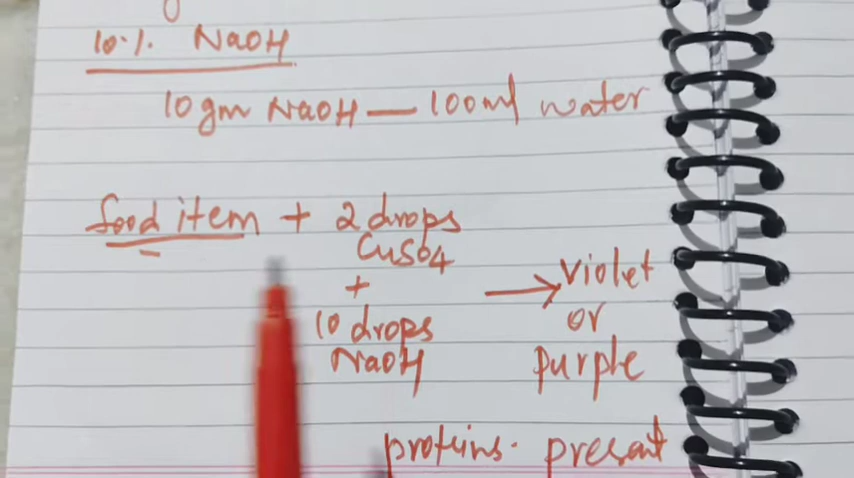 10.1. NaOH
10gm NaOH — 100ml water
food item + 2 drops
CuSO4
+ → violet
10 drops or
NaOH purple
proteins. present